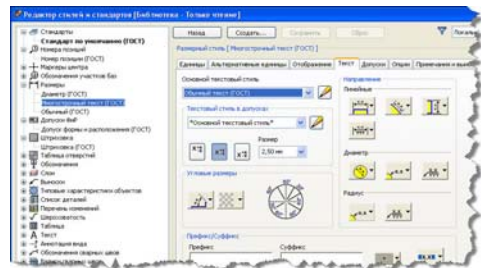 Редактор стилей и стандартов [Библиотека - Только чтение]
Стандарты
Стандарт по умолчанию (ГОСТ)
Номера позиций
Номер позиции (ГОСТ)
Маркеры центра
Обозначения участков баз
Размеры
Диаметр (ГОСТ)
Многострочный текст (ГОСТ)
Обычный (ГОСТ)
Допуски ФиР
Допуск формы и расположения (ГОСТ)
Штриховка
Штриховка (ГОСТ)
Таблица отверстий
Обозначения
Слои
Выноски
Типовые характеристики объектов
Список деталей
Перечень изменений
Шероховатость
Таблица
Текст
Аннотация вида
Обозначения сварных швов
Назад
Создать...
Сохранить
Сброс
Размерный стиль [ Многострочный текст (ГОСТ) ]
Единицы
Альтернативные единицы
Отображение
Текст
Допуски
Опции
Примечания и
Основной текстовый стиль
Обычный текст (ГОСТ)
Текстовый стиль в допусках
*Основной текстовый стиль*
Размер
2,50 мм
Угловые размеры
Направление
Линейные
Диаметр
Радиус
Префикс/Суффикс
Префикс
Суффикс